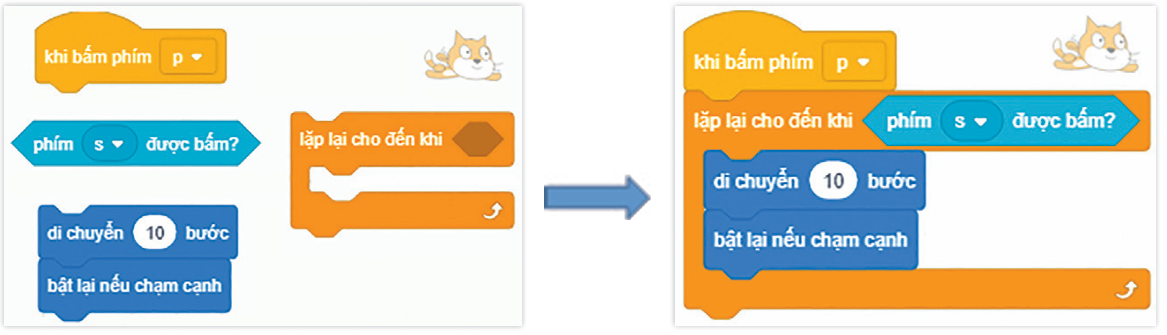 khi bấm phím p
phím s được bấm?
lặp lại cho đến khi
di chuyển 10 bước
bật lại nếu chạm cạnh
khi bấm phím p
lặp lại cho đến khi phím s được bấm?
di chuyển 10 bước
bật lại nếu chạm cạnh